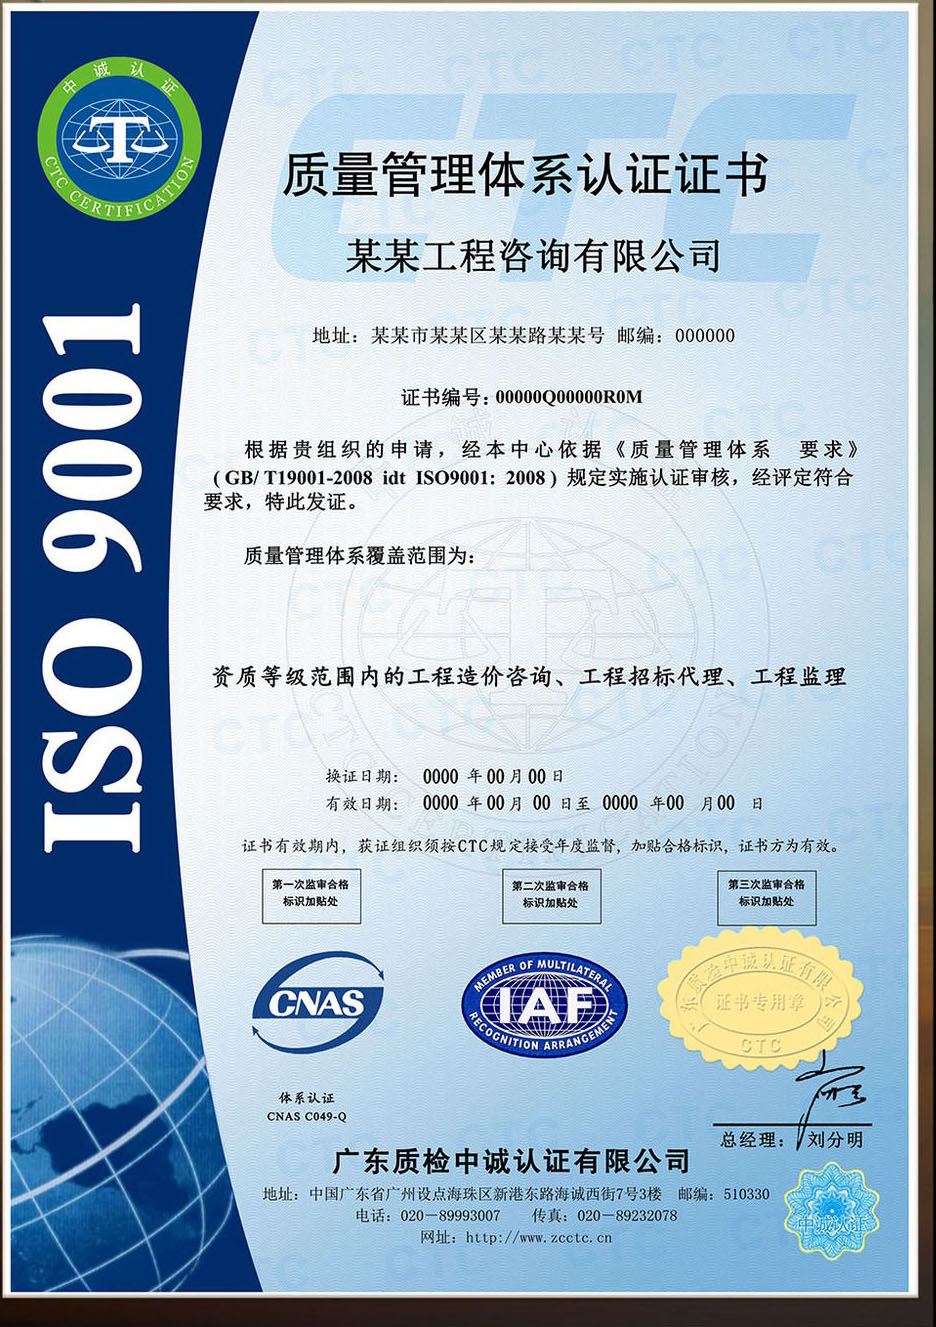 中诚认证
CTC CERTIFICATION
ISO 9001
质量管理体系认证证书
某某工程咨询有限公司
地址：某某市某某区某某路某某号 邮编：000000
证书编号：00000Q00000R0M
根据贵组织的申请，经本中心依据《质量管理体系 要求》
（GB/ T19001-2008 idt ISO9001: 2008）规定实施认证审核，经评定符合
要求，特此发证。
质量管理体系覆盖范围为：
资质等级范围内的工程造价咨询、工程招标代理、工程监理
换证日期： 0000 年 00 月 00 日
有效日期： 0000 年 00 月 00 日至 0000 年00 月00 日
证书有效期内，获证组织须按CTC规定接受年度监督，加贴合格标识，证书方为有效。
第一次监审合格
标识加贴处
第二次监审合格
标识加贴处
第三次监审合格
标识加贴处
CNAS
MEMBER OF MULTILATERAL
IAF
RECOGNITION ARRANGEMENT
广东质检中诚认证有限公司
证书专用章
CTC
体系认证
CNAS C049-Q
总经理：刘分明
广东质检中诚认证有限公司
地址：中国广东省广州设点海珠区新港东路海诚西街7号3楼 邮编：510330
电话：020－89993007 传真：020－89232078
网址：http://www.zcctc.cn
中诚认证